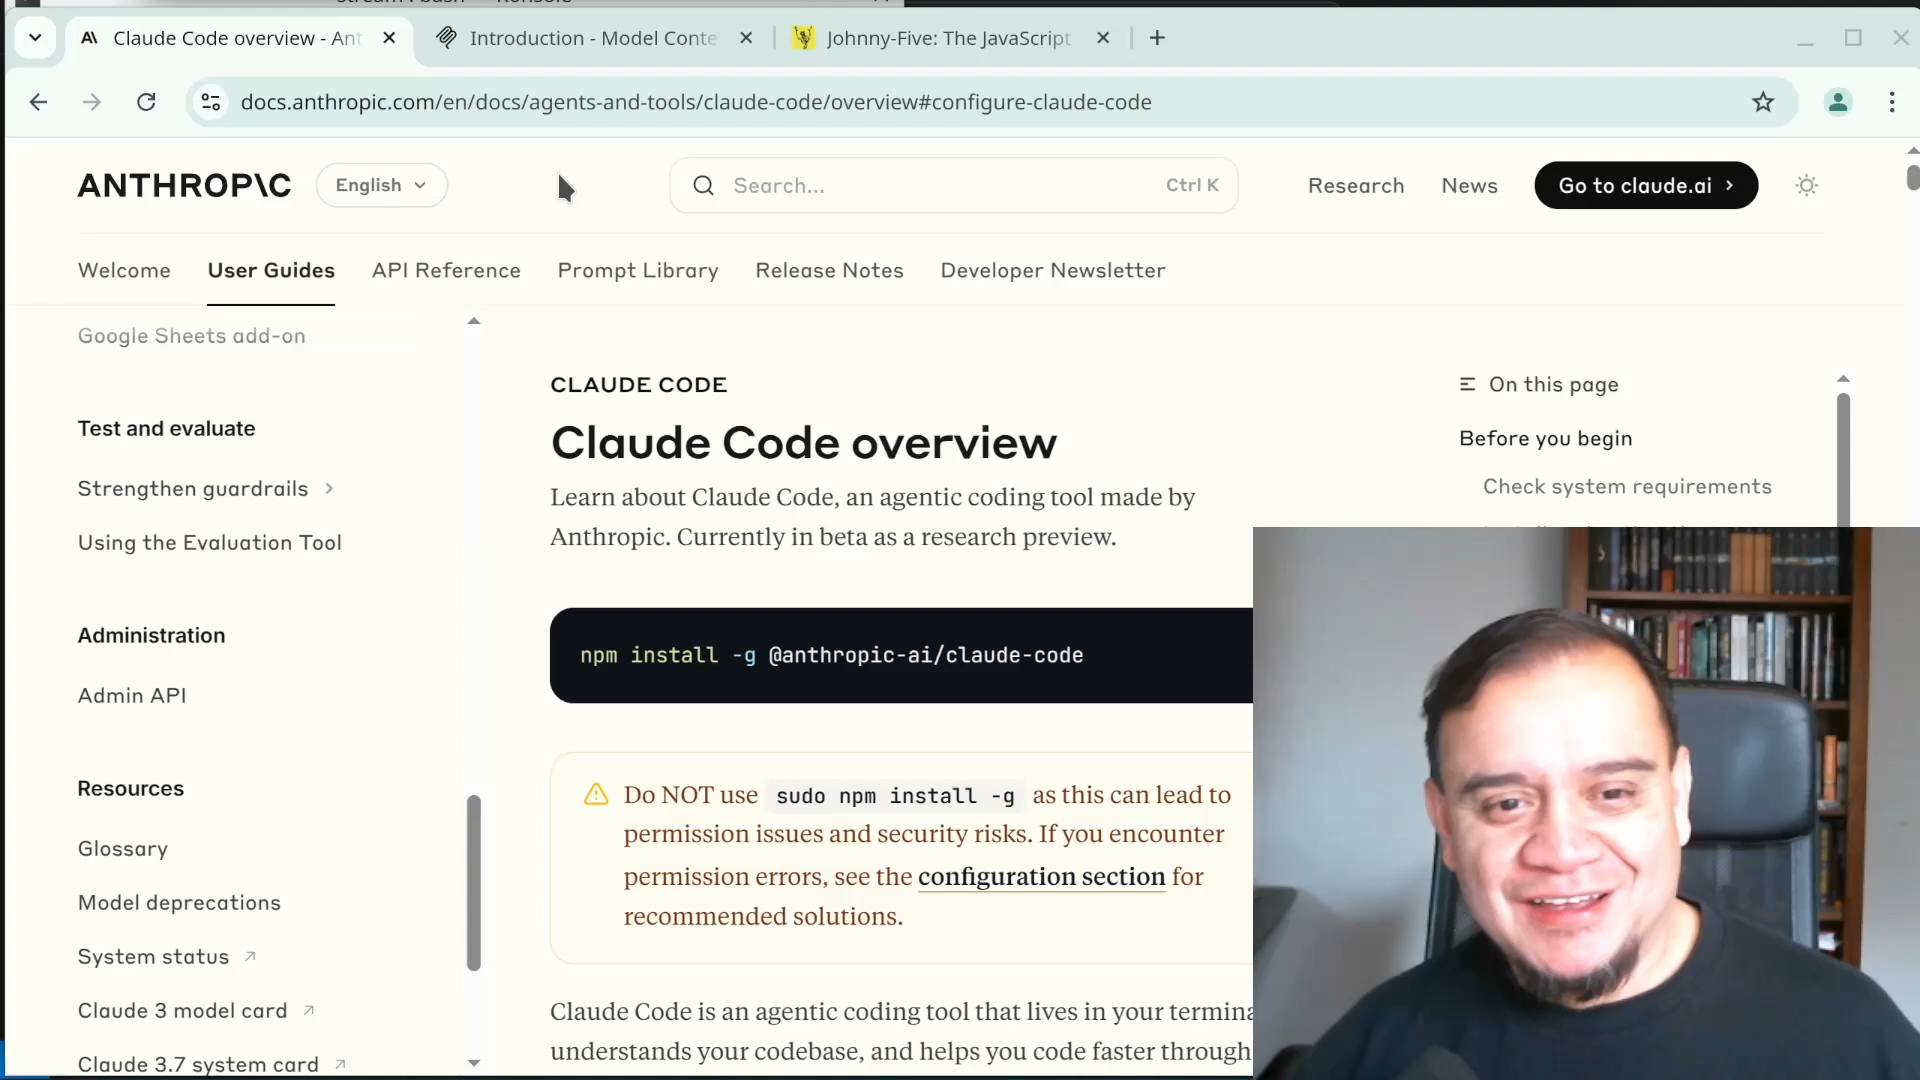 Claude Code overview - Ant
Introduction - Model Conte
Johnny-Five: The JavaScript
docs.anthropic.com/en/docs/agents-and-tools/claude-code/overview#configure-claude-code
ANTHROP\C
English
Search...
Ctrl K
Research
News
Go to claude.ai
Welcome
User Guides
API Reference
Prompt Library
Release Notes
Developer Newsletter
Google Sheets add-on
Test and evaluate
Strengthen guardrails
Using the Evaluation Tool
Administration
Admin API
Resources
Glossary
Model deprecations
System status
Claude 3 model card
Claude 3.7 system card
CLAUDE CODE
Claude Code overview
Learn about Claude Code, an agentic coding tool made by
Anthropic. Currently in beta as a research preview.
npm install -g @anthropic-ai/claude-code
Do NOT use sudo npm install -g as this can lead to
permission issues and security risks. If you encounter
permission errors, see the configuration section for
recommended solutions.
Claude Code is an agentic coding tool that lives in your termina
understands your codebase, and helps you code faster through
On this page
Before you begin
Check system requirements